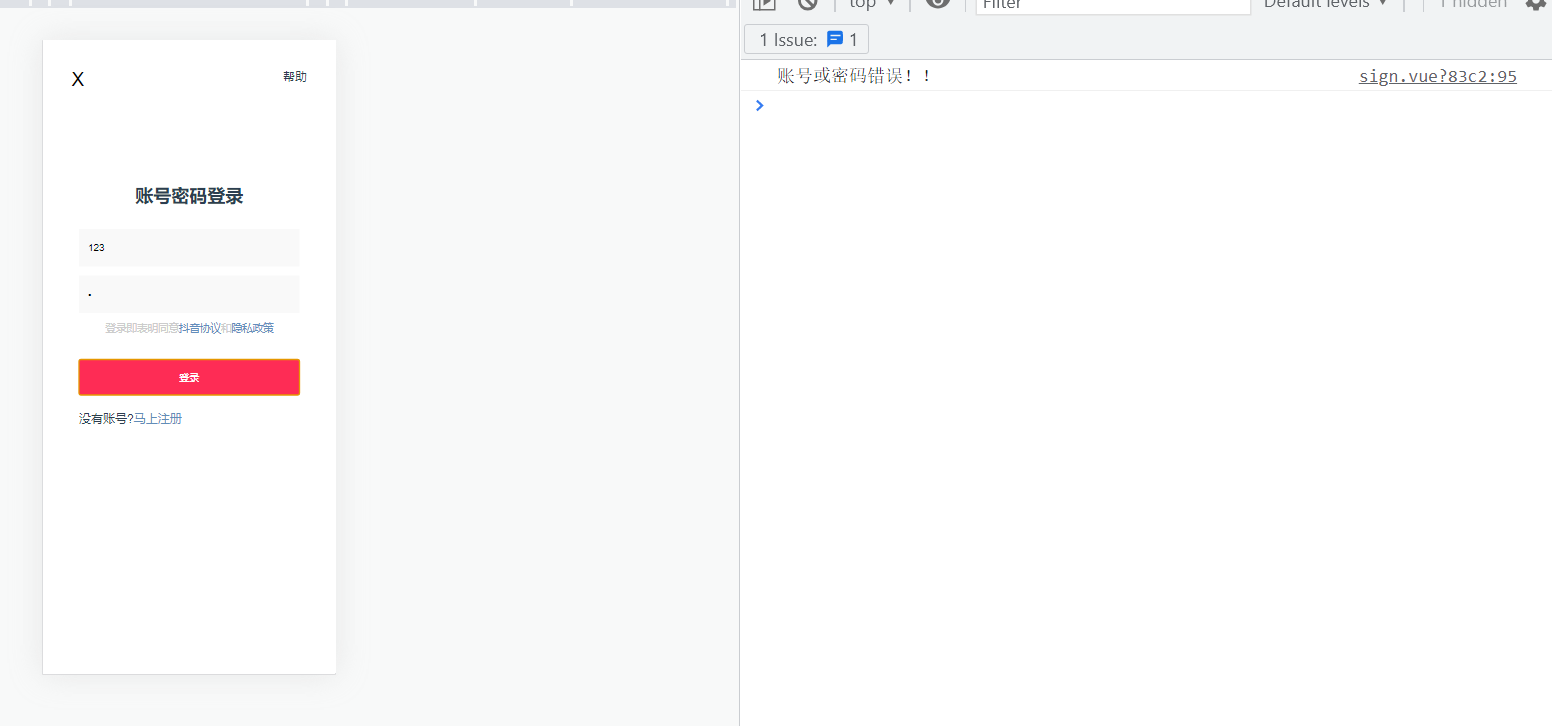 top ▼
Filter
Default levels ▼
1 hidden
1 Issue: 1
X
帮助
账号密码登录
123
登录即表明同意抖音协议和隐私政策
登录
没有账号?马上注册
账号或密码错误！！
sign.vue?83c2:95